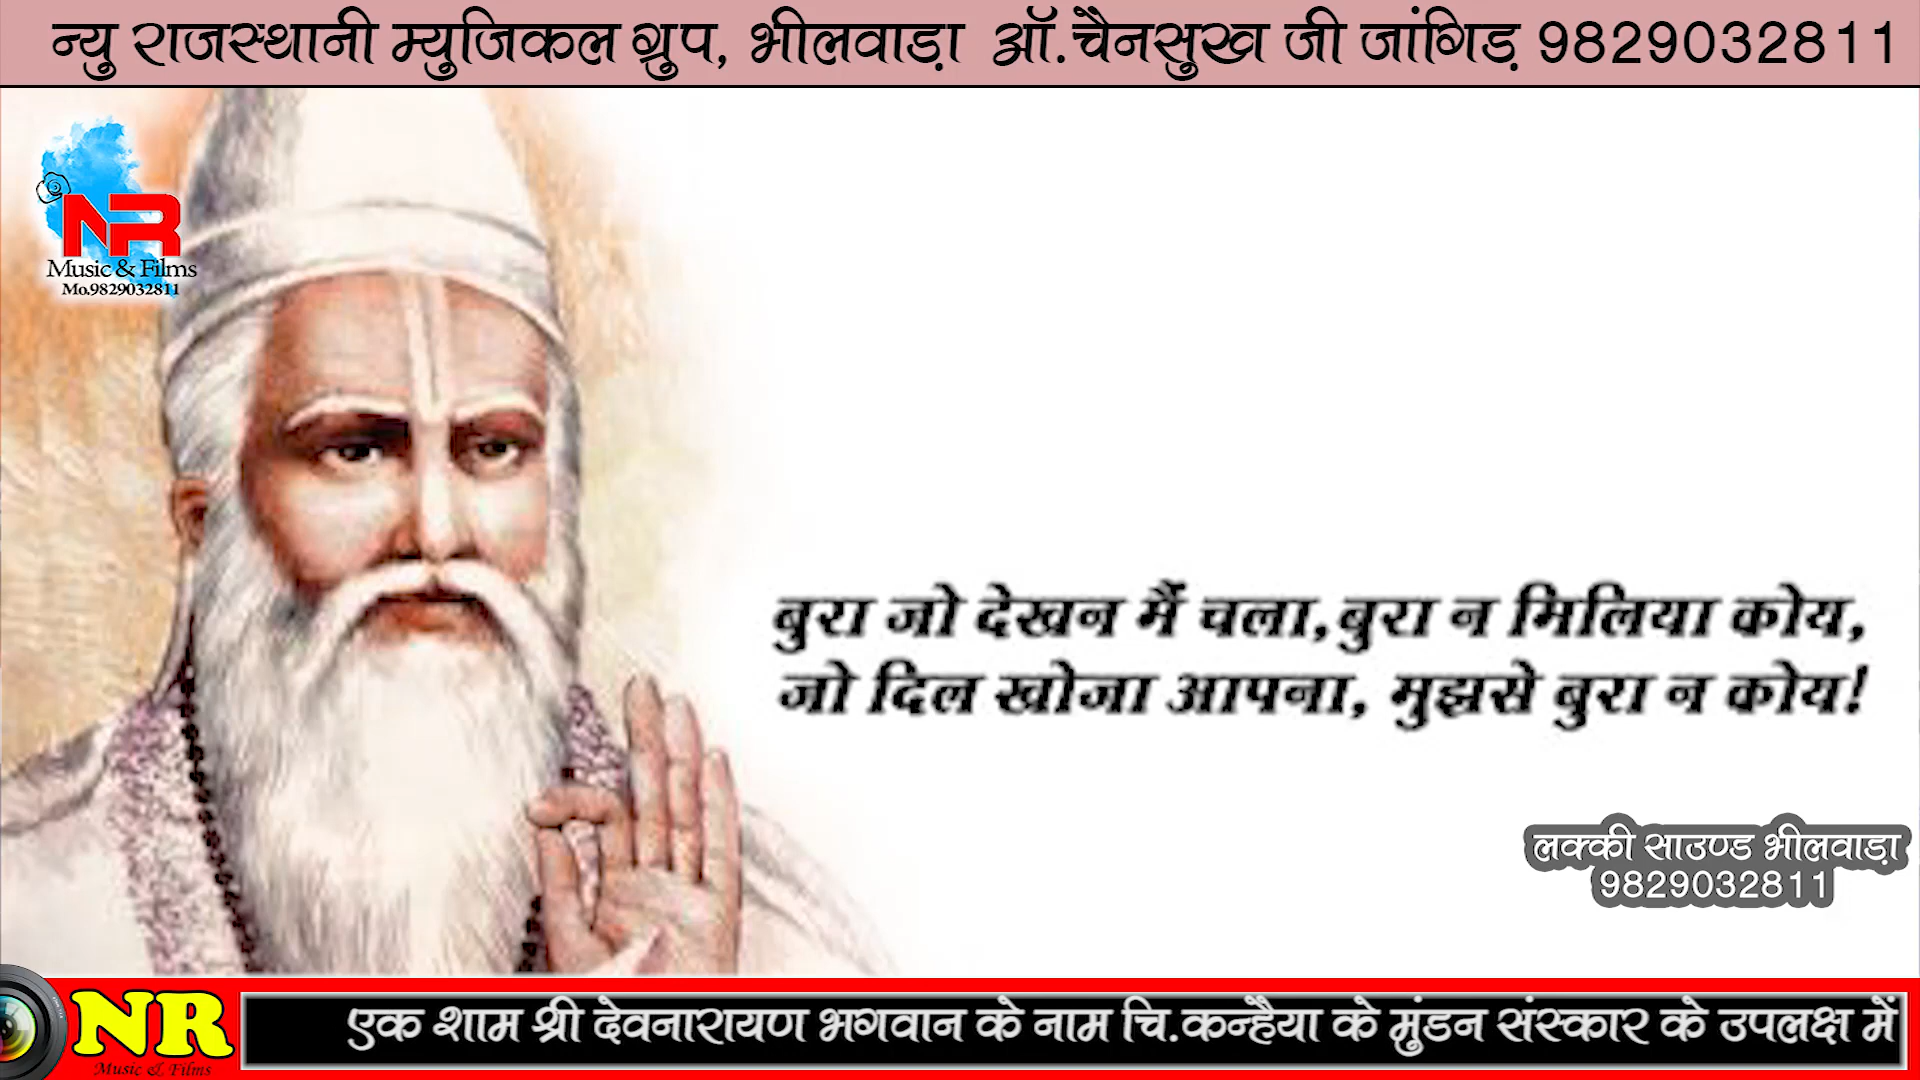 न्यु राजस्थानी म्युजिकल ग्रुप, भीलवाड़ा ऑ.चैनसुख जी जांगिड़ 9829032811
NR
Music & Films
Mo.9829032811
बुरा जो देखन मैं चला,बुरा न मिलिया कोय,
जो दिल खोजा आपना, मुझसे बुरा न कोय!
लक्की साउण्ड भीलवाड़ा
9829032811
NR
Music & Films
एक शाम श्री देवनारायण भगवान के नाम चि.कन्हैया के मुंडन संस्कार के उपलक्ष में